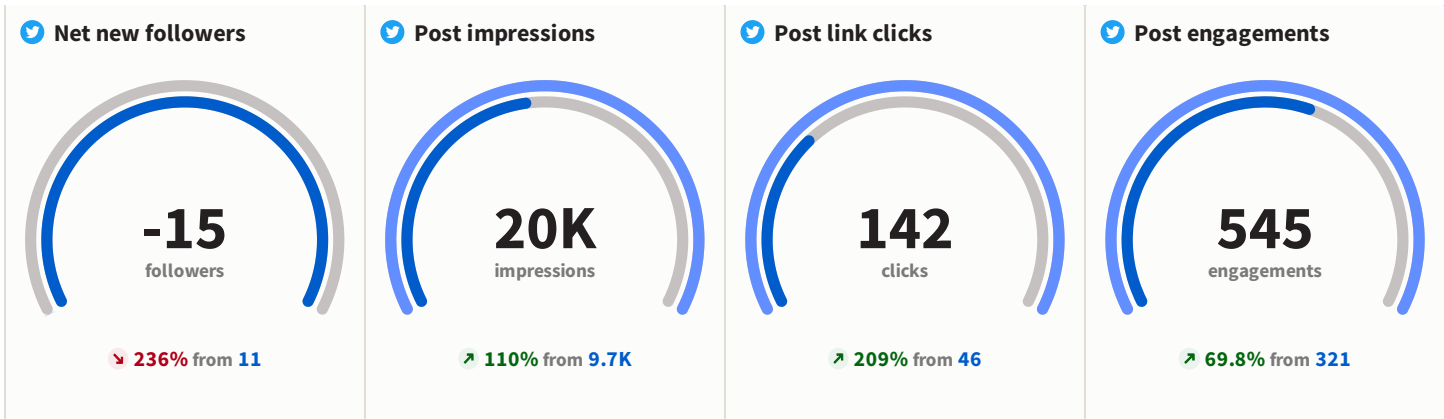 Net new followers
-15
followers
236% from 11
Post impressions
20K
impressions
110% from 9.7K
Post link clicks
142
clicks
209% from 46
Post engagements
545
engagements
69.8% from 321